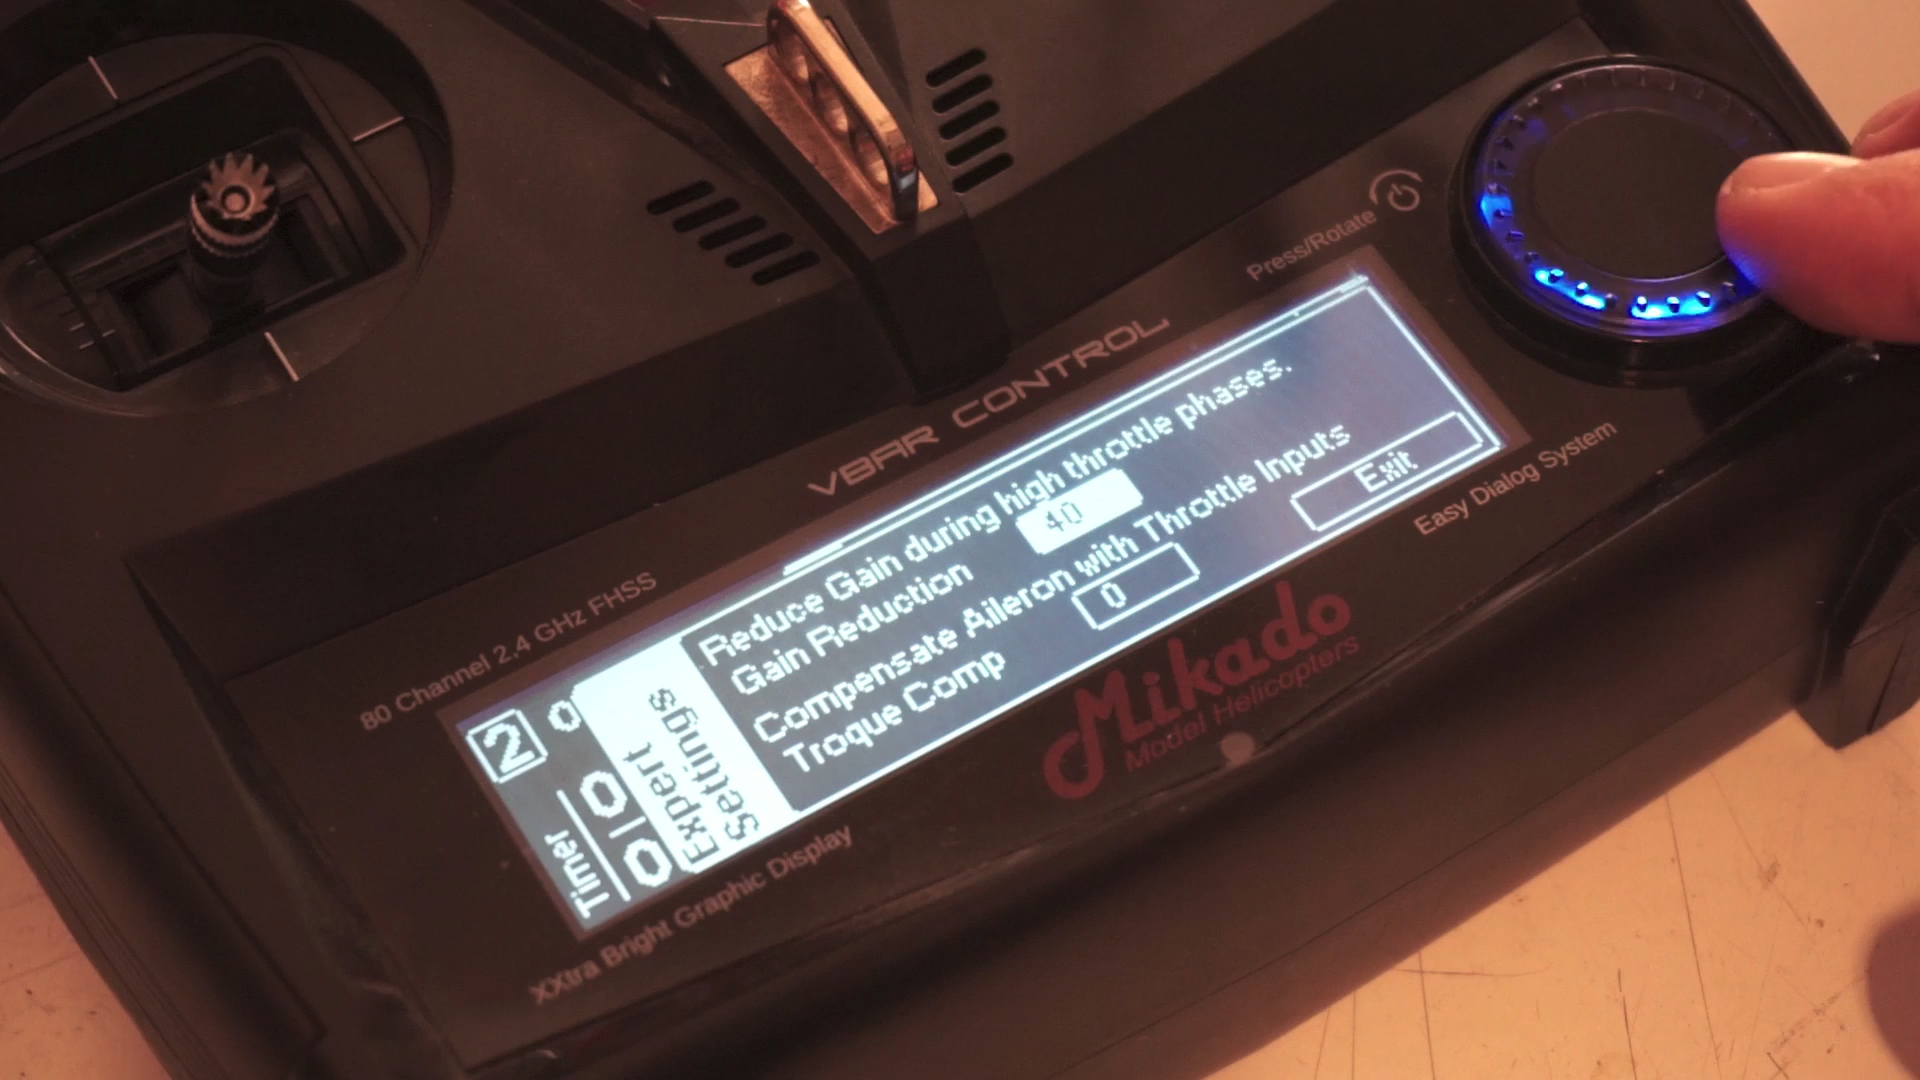 Press/Rotate
VBAR CONTROL
80 Channel 2.4 GHz FHSS
2
0
Timer
0|0
Expert
Settings
Reduce Gain during high throttle phases.
Gain Reduction 40
Compensate Aileron with Throttle Inputs
Troque Comp 0
Exit
Easy Dialog System
Mikado
Model Helicopters
XXtra Bright Graphic Display